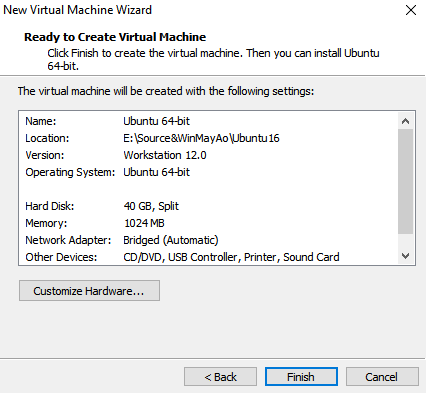 New Virtual Machine Wizard
Ready to Create Virtual Machine
Click Finish to create the virtual machine. Then you can install Ubuntu
64-bit.
The virtual machine will be created with the following settings:
Name: Ubuntu 64-bit
Location: E:\Source&WinMayAo\Ubuntu16
Version: Workstation 12.0
Operating System: Ubuntu 64-bit
Hard Disk: 40 GB, Split
Memory: 1024 MB
Network Adapter: Bridged (Automatic)
Other Devices: CD/DVD, USB Controller, Printer, Sound Card
Customize Hardware...
< Back Finish Cancel